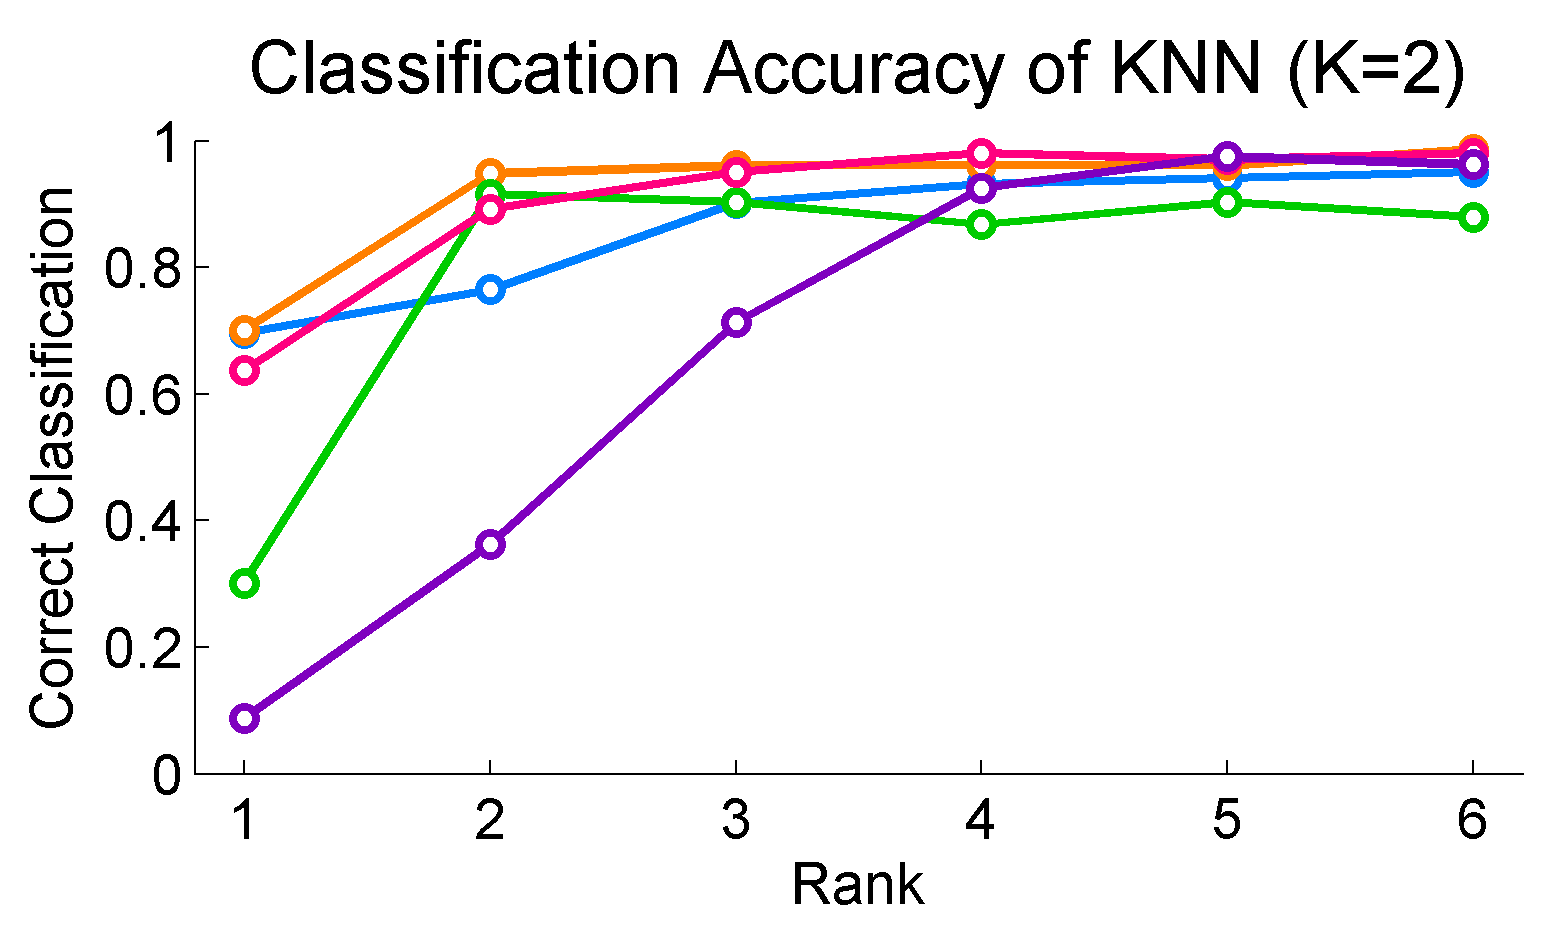 Classification Accuracy of KNN (K=2)
1
0.8
0.6
0.4
0.2
0
Correct Classification
1 2 3 4 5 6
Rank